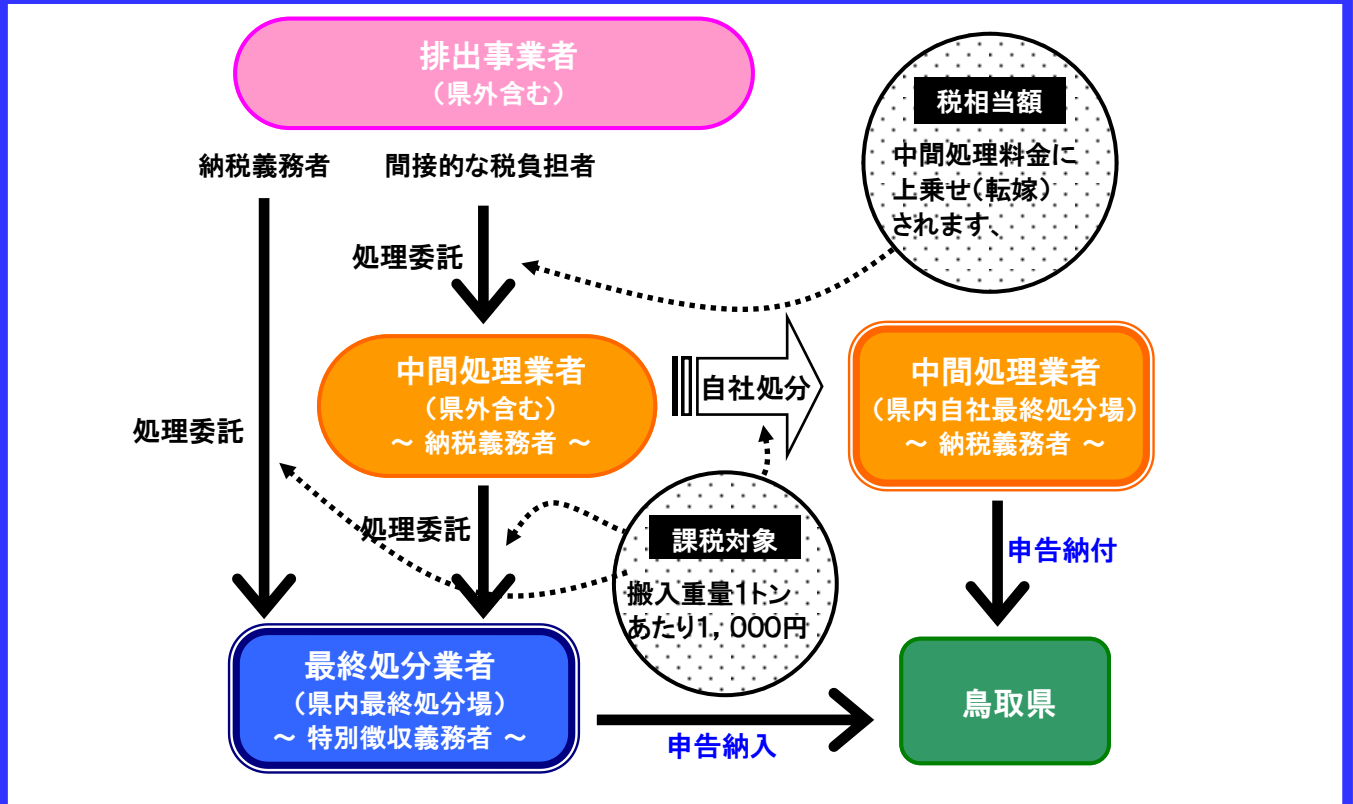 排出事業者
（県外含む）
税相当額
中間処理料金に
上乗せ（転嫁）
されます、
納税義務者
間接的な税負担者
処理委託
中間処理業者
（県外含む）
～ 納税義務者 ～
自社処分
中間処理業者
（県内自社最終処分場）
～ 納税義務者 ～
処理委託
処理委託
課税対象
搬入重量1トン
あたり1，000円
申告納付
最終処分業者
（県内最終処分場）
～ 特別徴収義務者 ～
申告納入
鳥取県